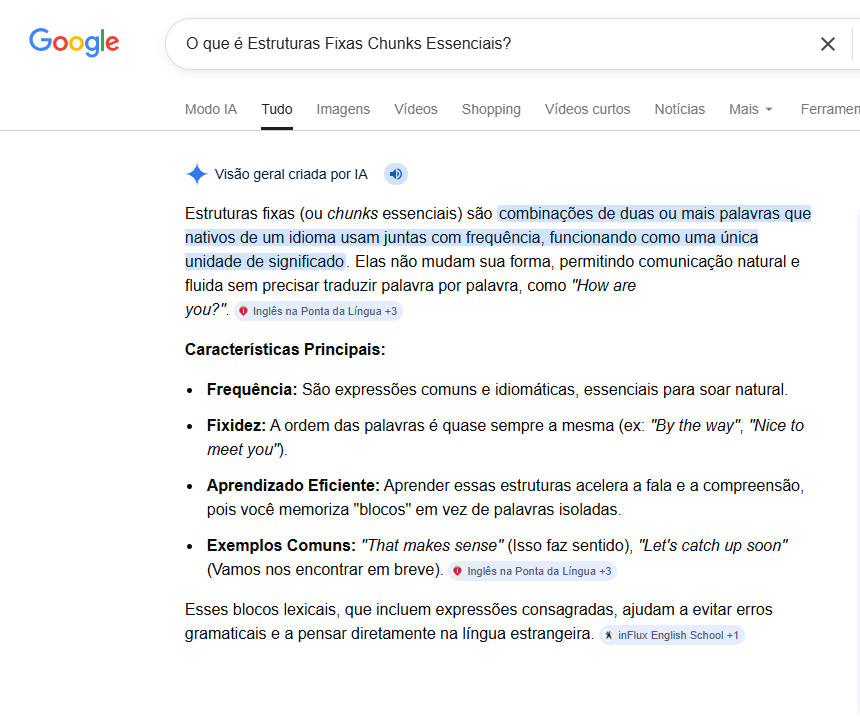 Google
O que é Estruturas Fixas Chunks Essenciais?
Modo IA Tudo Imagens Vídeos Shopping Vídeos curtos Notícias Mais Ferramen
Visão geral criada por IA
Estruturas fixas (ou chunks essenciais) são combinações de duas ou mais palavras que
nativos de um idioma usam juntas com frequência, funcionando como uma única
unidade de significado. Elas não mudam sua forma, permitindo comunicação natural e
fluida sem precisar traduzir palavra por palavra, como "How are
you?". Inglês na Ponta da Língua +3
Características Principais:
• Frequência: São expressões comuns e idiomáticas, essenciais para soar natural.
• Fixidez: A ordem das palavras é quase sempre a mesma (ex: "By the way", "Nice to
meet you").
• Aprendizado Eficiente: Aprender essas estruturas acelera a fala e a compreensão,
pois você memoriza "blocos" em vez de palavras isoladas.
• Exemplos Comuns: "That makes sense" (Isso faz sentido), "Let's catch up soon"
(Vamos nos encontrar em breve). Inglês na Ponta da Língua +3
Esses blocos lexicais, que incluem expressões consagradas, ajudam a evitar erros
gramaticais e a pensar diretamente na língua estrangeira. inFlux English School +1